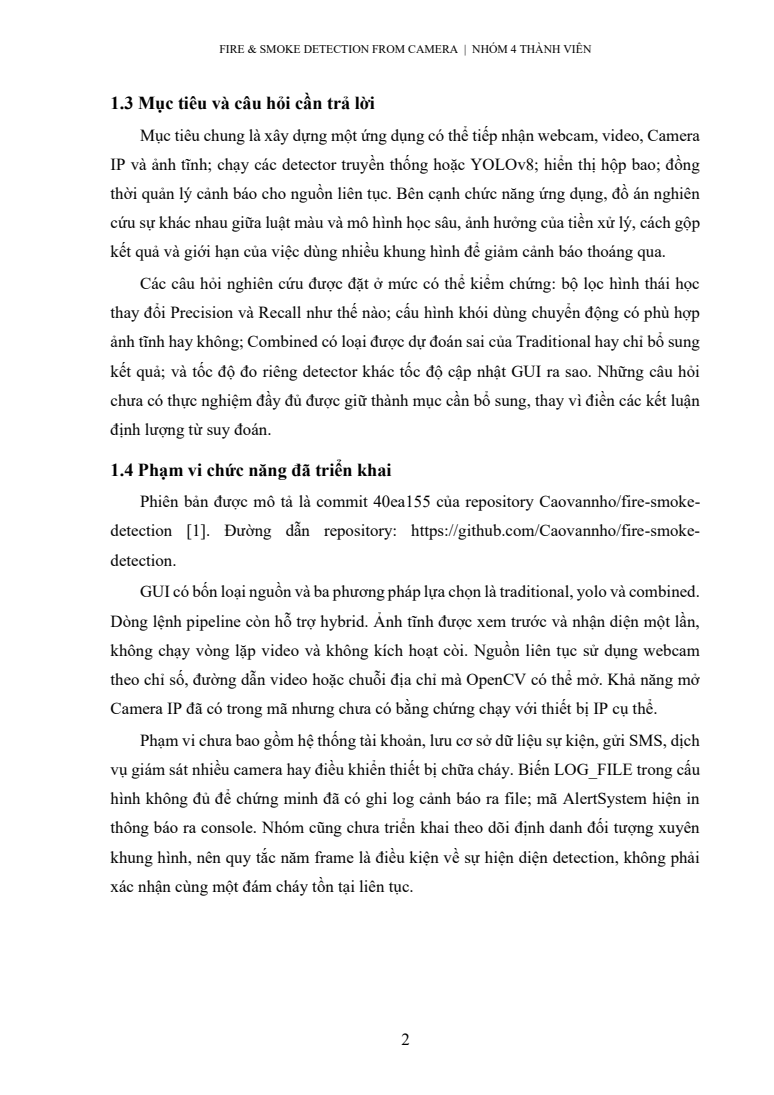 FIRE & SMOKE DETECTION FROM CAMERA | NHÓM 4 THÀNH VIÊN
1.3 Mục tiêu và câu hỏi cần trả lời
Mục tiêu chung là xây dựng một ứng dụng có thể tiếp nhận webcam, video, Camera
IP và ảnh tĩnh; chạy các detector truyền thống hoặc YOLOv8; hiển thị hộp bao; đồng
thời quản lý cảnh báo cho nguồn liên tục. Bên cạnh chức năng ứng dụng, đồ án nghiên
cứu sự khác nhau giữa luật màu và mô hình học sâu, ảnh hưởng của tiền xử lý, cách gộp
kết quả và giới hạn của việc dùng nhiều khung hình để giảm cảnh báo thoáng qua.
Các câu hỏi nghiên cứu được đặt ở mức có thể kiểm chứng: bộ lọc hình thái học
thay đổi Precision và Recall như thế nào; cấu hình khói dùng chuyển động có phù hợp
ảnh tĩnh hay không; Combined có loại được dự đoán sai của Traditional hay chỉ bổ sung
kết quả; và tốc độ đo riêng detector khác tốc độ cập nhật GUI ra sao. Những câu hỏi
chưa có thực nghiệm đầy đủ được giữ thành mục cần bổ sung, thay vì điền các kết luận
định lượng từ suy đoán.
1.4 Phạm vi chức năng đã triển khai
Phiên bản được mô tả là commit 40ea155 của repository Caovannho/fire-smoke-
detection [1]. Đường dẫn repository: https://github.com/Caovannho/fire-smoke-
detection.
GUI có bốn loại nguồn và ba phương pháp lựa chọn là traditional, yolo và combined.
Dòng lệnh pipeline còn hỗ trợ hybrid. Ảnh tĩnh được xem trước và nhận diện một lần,
không chạy vòng lặp video và không kích hoạt còi. Nguồn liên tục sử dụng webcam
theo chỉ số, đường dẫn video hoặc chuỗi địa chỉ mà OpenCV có thể mở. Khả năng mở
Camera IP đã có trong mã nhưng chưa có bằng chứng chạy với thiết bị IP cụ thể.
Phạm vi chưa bao gồm hệ thống tài khoản, lưu cơ sở dữ liệu sự kiện, gửi SMS, dịch
vụ giám sát nhiều camera hay điều khiển thiết bị chữa cháy. Biến LOG_FILE trong cấu
hình không đủ để chứng minh đã có ghi log cảnh báo ra file; mã AlertSystem hiện in
thông báo ra console. Nhóm cũng chưa triển khai theo dõi định danh đối tượng xuyên
khung hình, nên quy tắc năm frame là điều kiện về sự hiện diện detection, không phải
xác nhận cùng một đám cháy tồn tại liên tục.
2